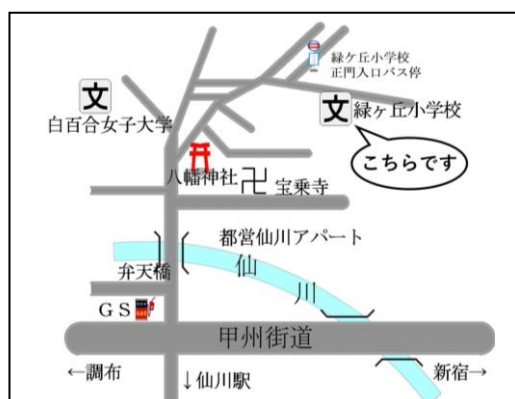 緑ケ丘小学校
正門入口バス停
文
白百合女子大学
文 緑ヶ丘小学校
こちらです
八幡神社
卍 宝乗寺
都営仙川アパート
弁天橋
仙川
GS
甲州街道
←調布
↓仙川駅
新宿→